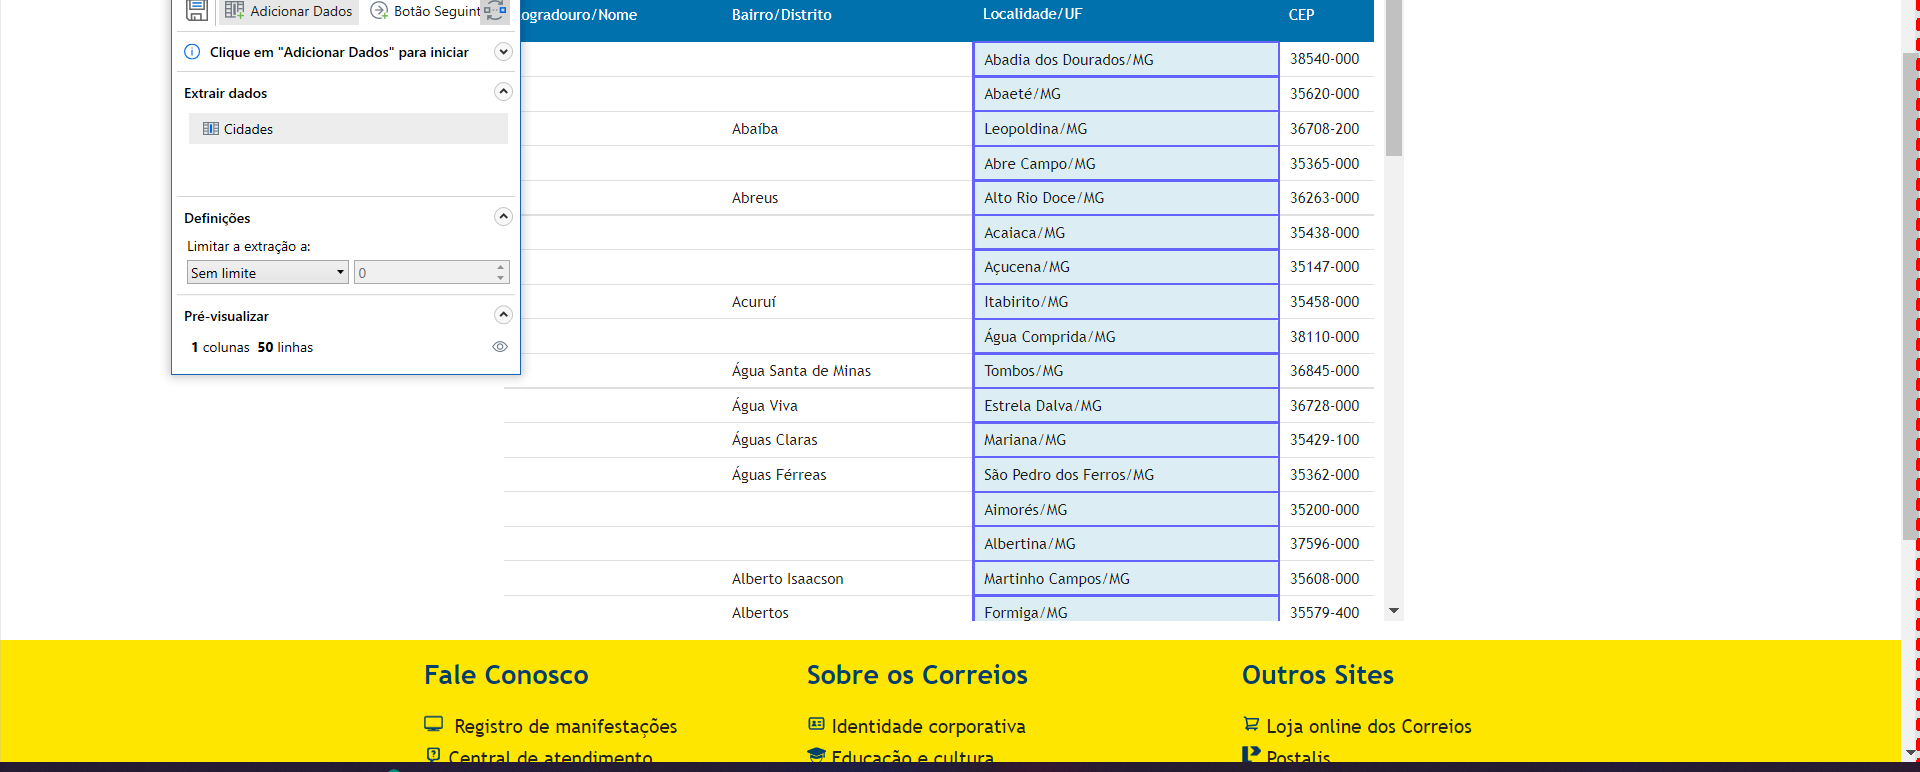 Adicionar Dados Botão Seguint
Clique em "Adicionar Dados" para iniciar
Extrair dados
Cidades
Definições
Limitar a extração a:
Sem limite 0
Pré-visualizar
1 colunas 50 linhas
ogradouro/Nome Bairro/Distrito Localidade/UF CEP
Abadia dos Dourados/MG 38540-000
Abaeté/MG 35620-000
Abaíba Leopoldina/MG 36708-200
Abre Campo/MG 35365-000
Abreus Alto Rio Doce/MG 36263-000
Acaiaca/MG 35438-000
Açucena/MG 35147-000
Acuruí Itabirito/MG 35458-000
Água Comprida/MG 38110-000
Água Santa de Minas Tombos/MG 36845-000
Água Viva Estrela Dalva/MG 36728-000
Águas Claras Mariana/MG 35429-100
Águas Férreas São Pedro dos Ferros/MG 35362-000
Aimorés/MG 35200-000
Albertina/MG 37596-000
Alberto Isaacson Martinho Campos/MG 35608-000
Albertos Formiga/MG 35579-400
Fale Conosco Sobre os Correios Outros Sites
Registro de manifestações Identidade corporativa Loja online dos Correios
Central de atendimento Educação e cultura Postalis